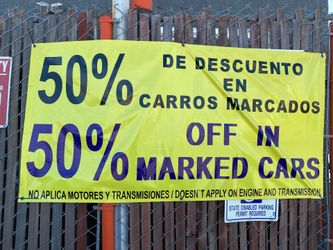 50% DE DESCUENTO
EN
CARROS MARCADOS
50% OFF IN
MARKED CARS
NO APLICA MOTORES Y TRANSMISIONES / DOESN'T APPLY ON ENGINE AND TRANSMISSION
STATE DISABLED PARKING
PERMIT REQUIRED